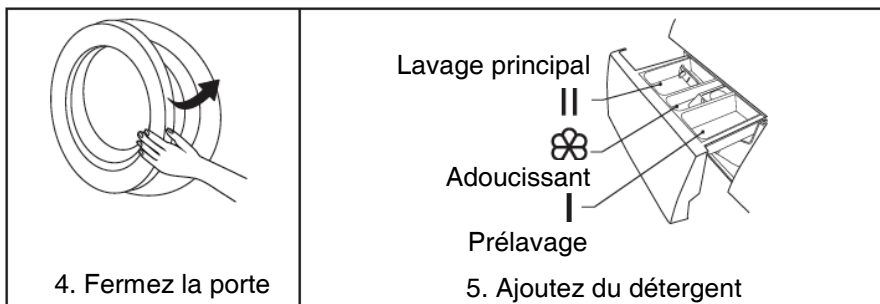 4. Fermez la porte
Lavage principal
II
Adoucissant
I
Prélavage
5. Ajoutez du détergent